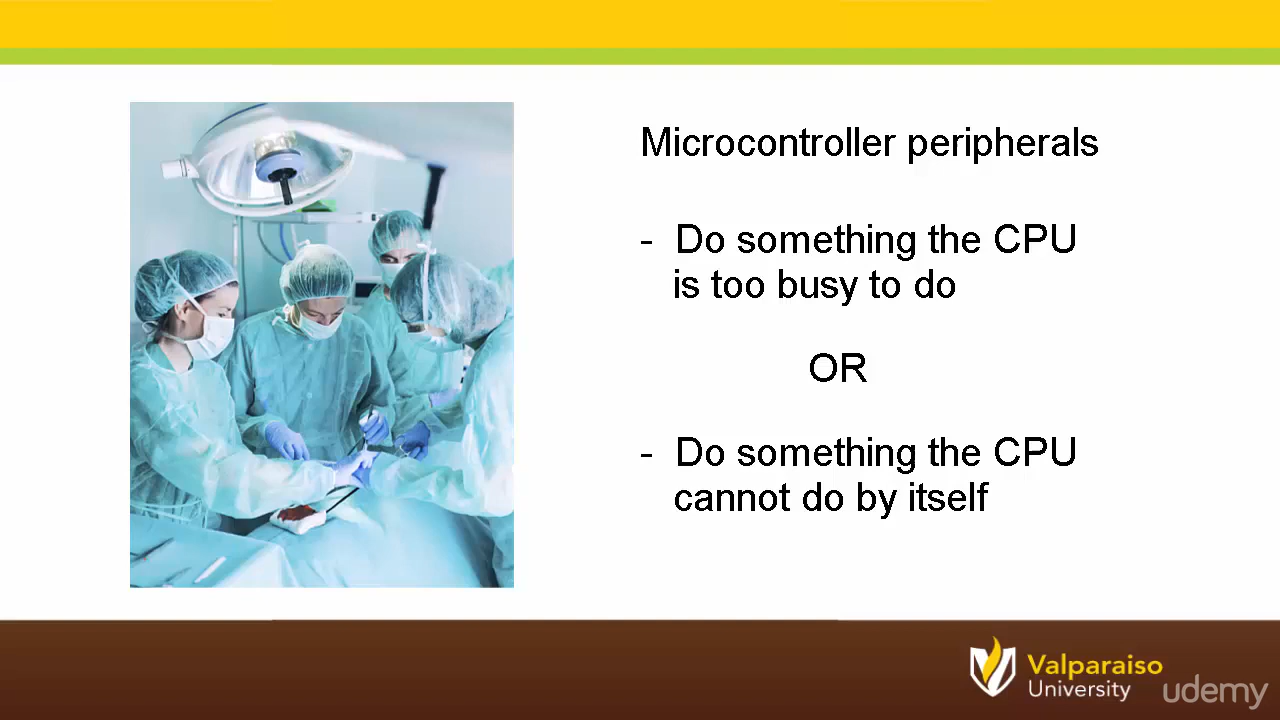 Microcontroller peripherals
- Do something the CPU
is too busy to do
OR
- Do something the CPU
cannot do by itself
Valparaiso
University
udemy